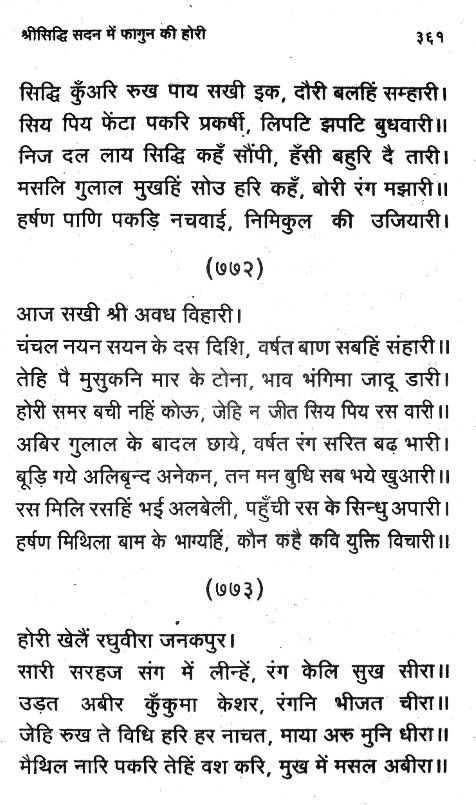 श्रीसिद्धि सदन में फागुन की होरी ३६१
सिद्धि कुँअरि रुख पाय सखी इक, दौरी बलहिं सम्हारी।
सिय पिय फेंटा पकरि प्रकर्षी, लिपटि झपटि बुधवारी॥
निज दल लाय सिद्धि कहँ सौंपी, हँसी बहुरि दै तारी।
मसलि गुलाल मुखहिं सोउ हरि कहँ, बोरी रंग मझारी॥
हर्षण पाणि पकड़ि नचवाई, निमिकुल की उजियारी।
(७७२)
आज सखी श्री अवध विहारी।
चंचल नयन सयन के दस दिशि, वर्षत बाण सबहिं संहारी॥
तेहि पै मुसुकनि मार के टोना, भाव भंगिमा जादू डारी।
होरी समर बची नहिं कोऊ, जेहि न जीत सिय पिय रस वारी॥
अबिर गुलाल के बादल छाये, वर्षत रंग सरित बढ़ भारी।
बूड़ि गये अलिबृन्द अनेकन, तन मन बुधि सब भये खुआरी॥
रस मिलि रसहिं भई अलबेली, पहुँची रस के सिन्धु अपारी।
हर्षण मिथिला बाम के भाग्यहिं, कौन कहै कवि युक्ति विचारी॥
(७७३)
होरी खेलैं रघुवीरा जनकपुर।
सारी सरहज संग में लीन्हें, रंग केलि सुख सीरा॥
उड़त अबीर कुँकुमा केशर, रंगनि भीजत चीरा॥
जेहि रुख ते विधि हरि हर नाचत, माया अरु मुनि धीरा॥
मैथिल नारि पकरि तेहिं वश करि, मुख में मसल अबीरा॥